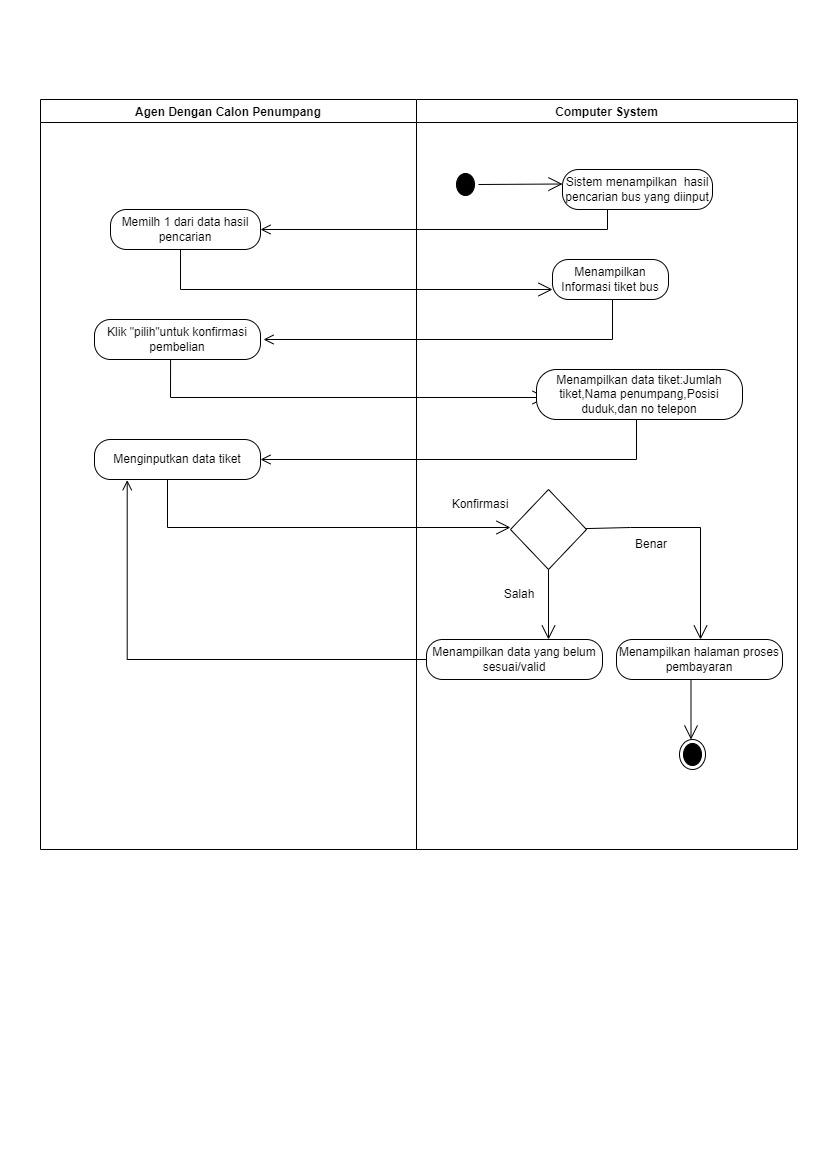 Agen Dengan Calon Penumpang
Computer System
Sistem menampilkan  hasil
pencarian bus yang diinput
Memilh 1 dari data hasil
pencarian
Menampilkan
Informasi tiket bus
Klik "pilih"untuk konfirmasi
pembelian
Menampilkan data tiket:Jumlah
tiket,Nama penumpang,Posisi
duduk,dan no telepon
Menginputkan data tiket
Konfirmasi
Benar
Salah
Menampilkan data yang belum
sesuai/valid
Menampilkan halaman proses
pembayaran